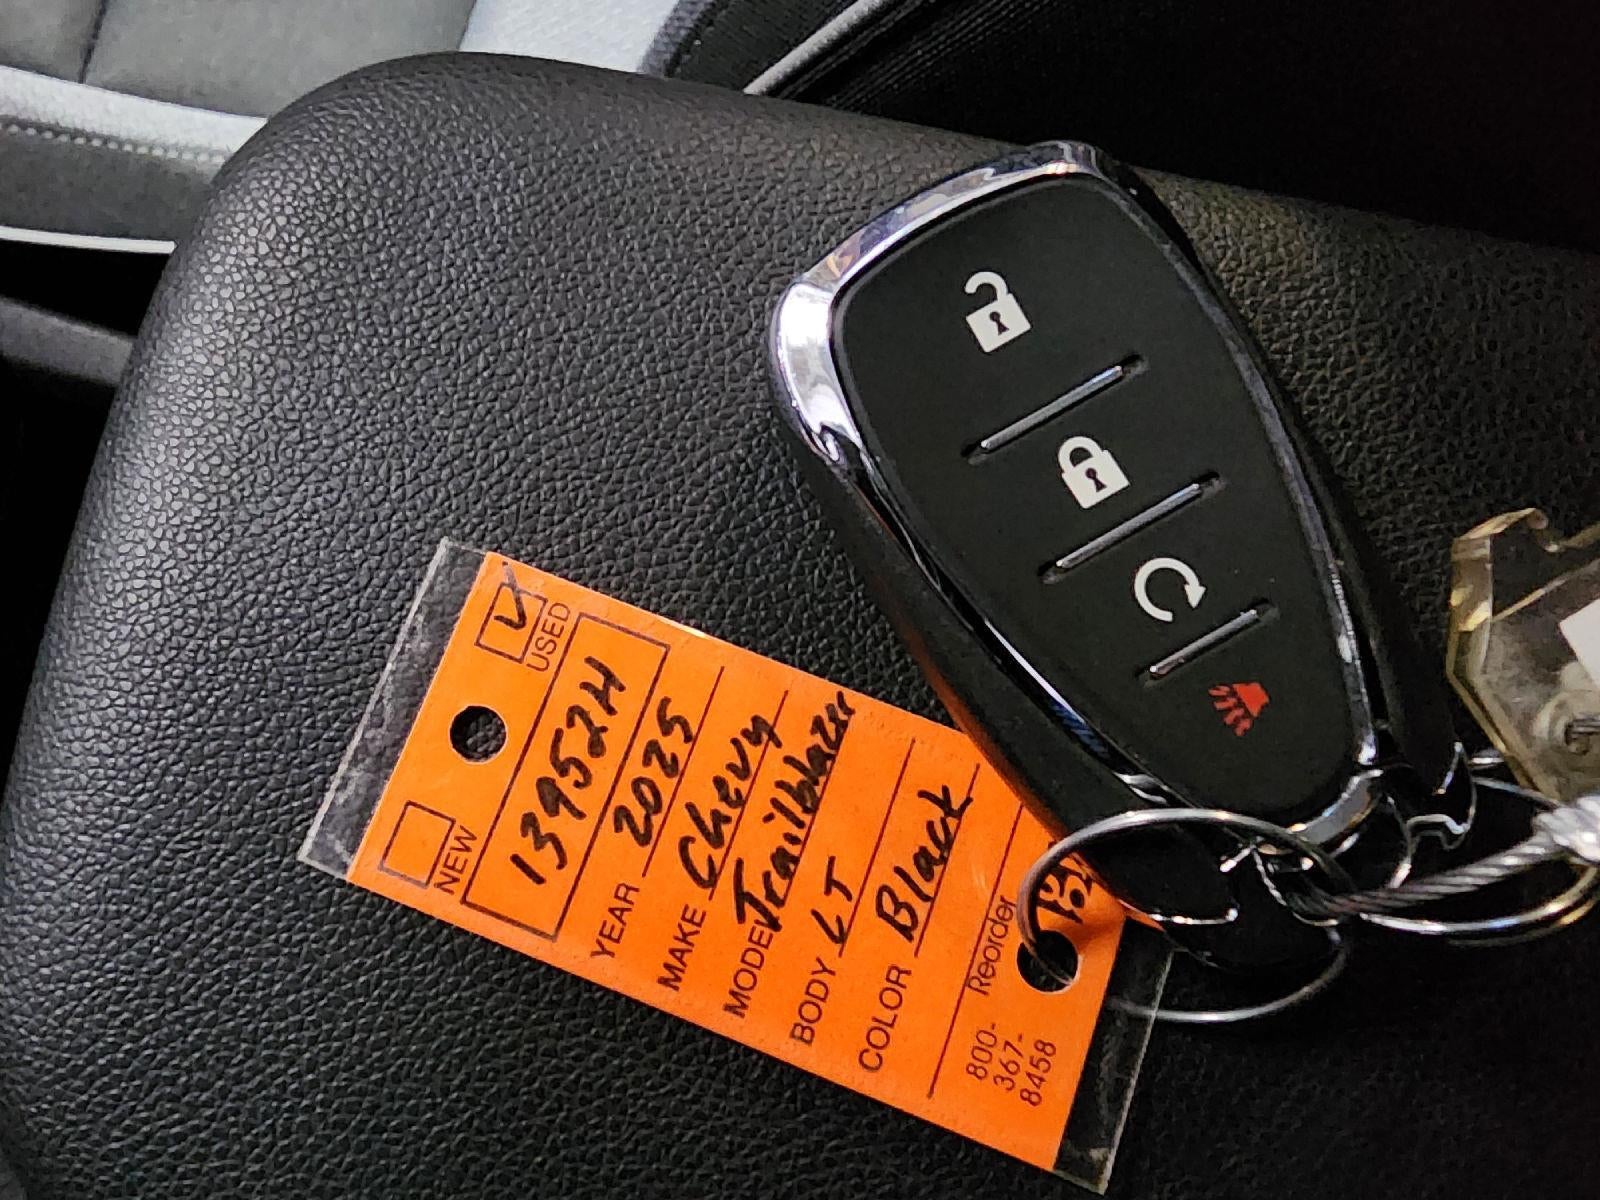 NEW
USED
13952H
YEAR 2025
MAKE Chevy
MODEL Trailblazer
BODY LT
COLOR Black
Reorder
800-
367-
8458